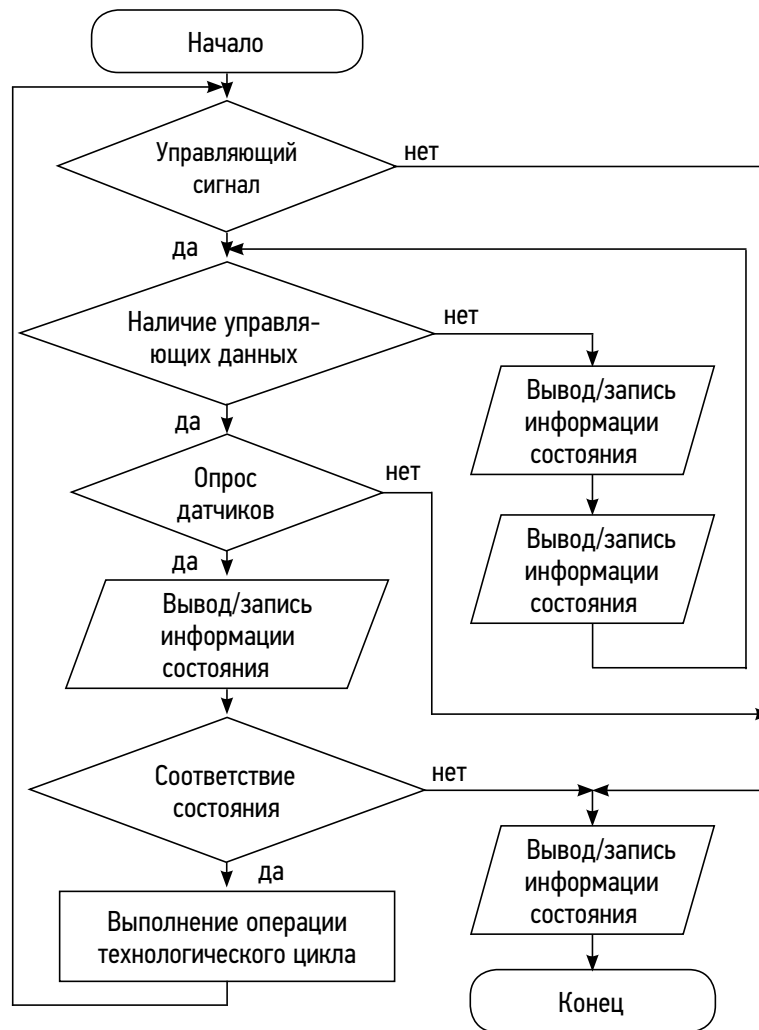 Начало
Управляющий
сигнал
нет
да
Наличие управля-
ющих данных
нет
да
Вывод/запись
информации
состояния
Опрос
датчиков
нет
да
Вывод/запись
информации
состояния
Вывод/запись
информации
состояния
Соответствие
состояния
нет
да
Вывод/запись
информации
состояния
Выполнение операции
технологического цикла
Конец